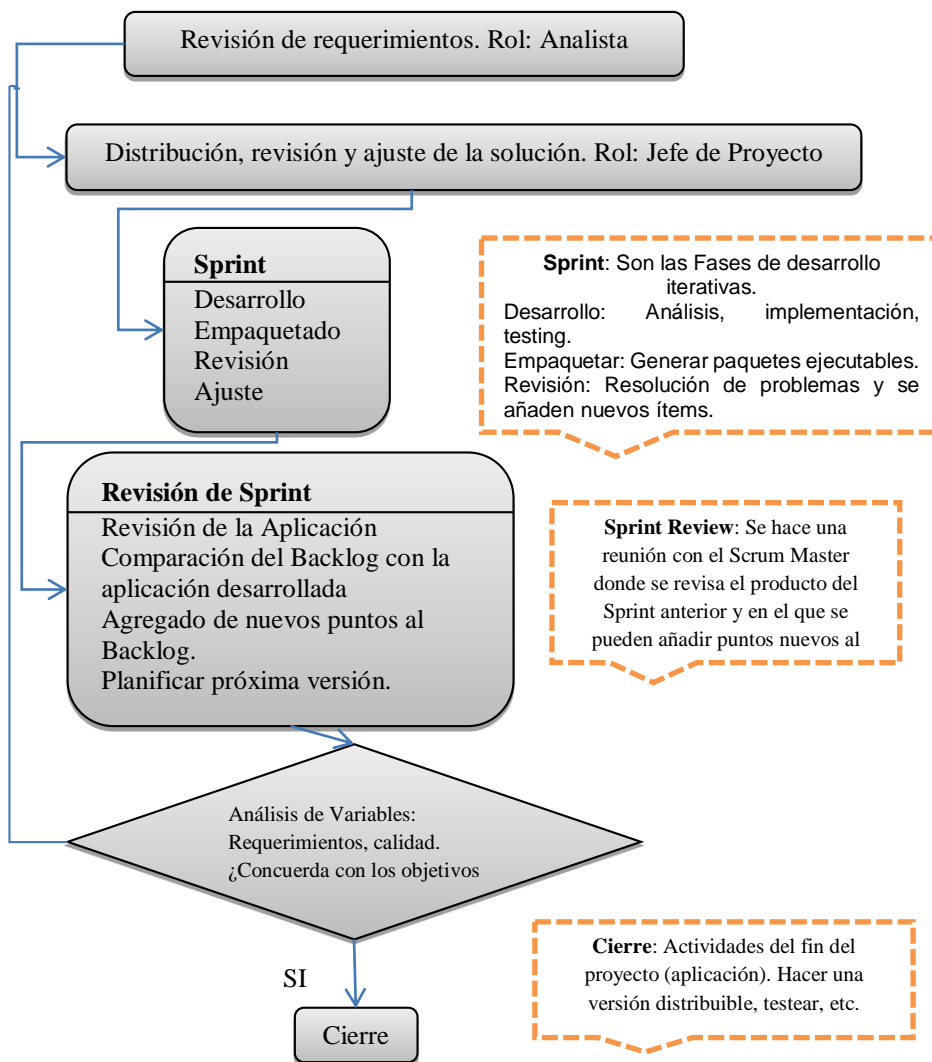 Revisión de requerimientos. Rol: Analista
Distribución, revisión y ajuste de la solución. Rol: Jefe de Proyecto
Sprint
Desarrollo
Empaquetado
Revisión
Ajuste
Sprint: Son las Fases de desarrollo
iterativas.
Desarrollo: Análisis, implementación,
testing.
Empaquetar: Generar paquetes ejecutables.
Revisión: Resolución de problemas y se
añaden nuevos ítems.
Revisión de Sprint
Revisión de la Aplicación
Comparación del Backlog con la
aplicación desarrollada
Agregado de nuevos puntos al
Backlog.
Planificar próxima versión.
Sprint Review: Se hace una
reunión con el Scrum Master
donde se revisa el producto del
Sprint anterior y en el que se
pueden añadir puntos nuevos al
Análisis de Variables:
Requerimientos, calidad.
¿Concuerda con los objetivos
SI
Cierre
Cierre: Actividades del fin del
proyecto (aplicación). Hacer una
versión distribuible, testear, etc.